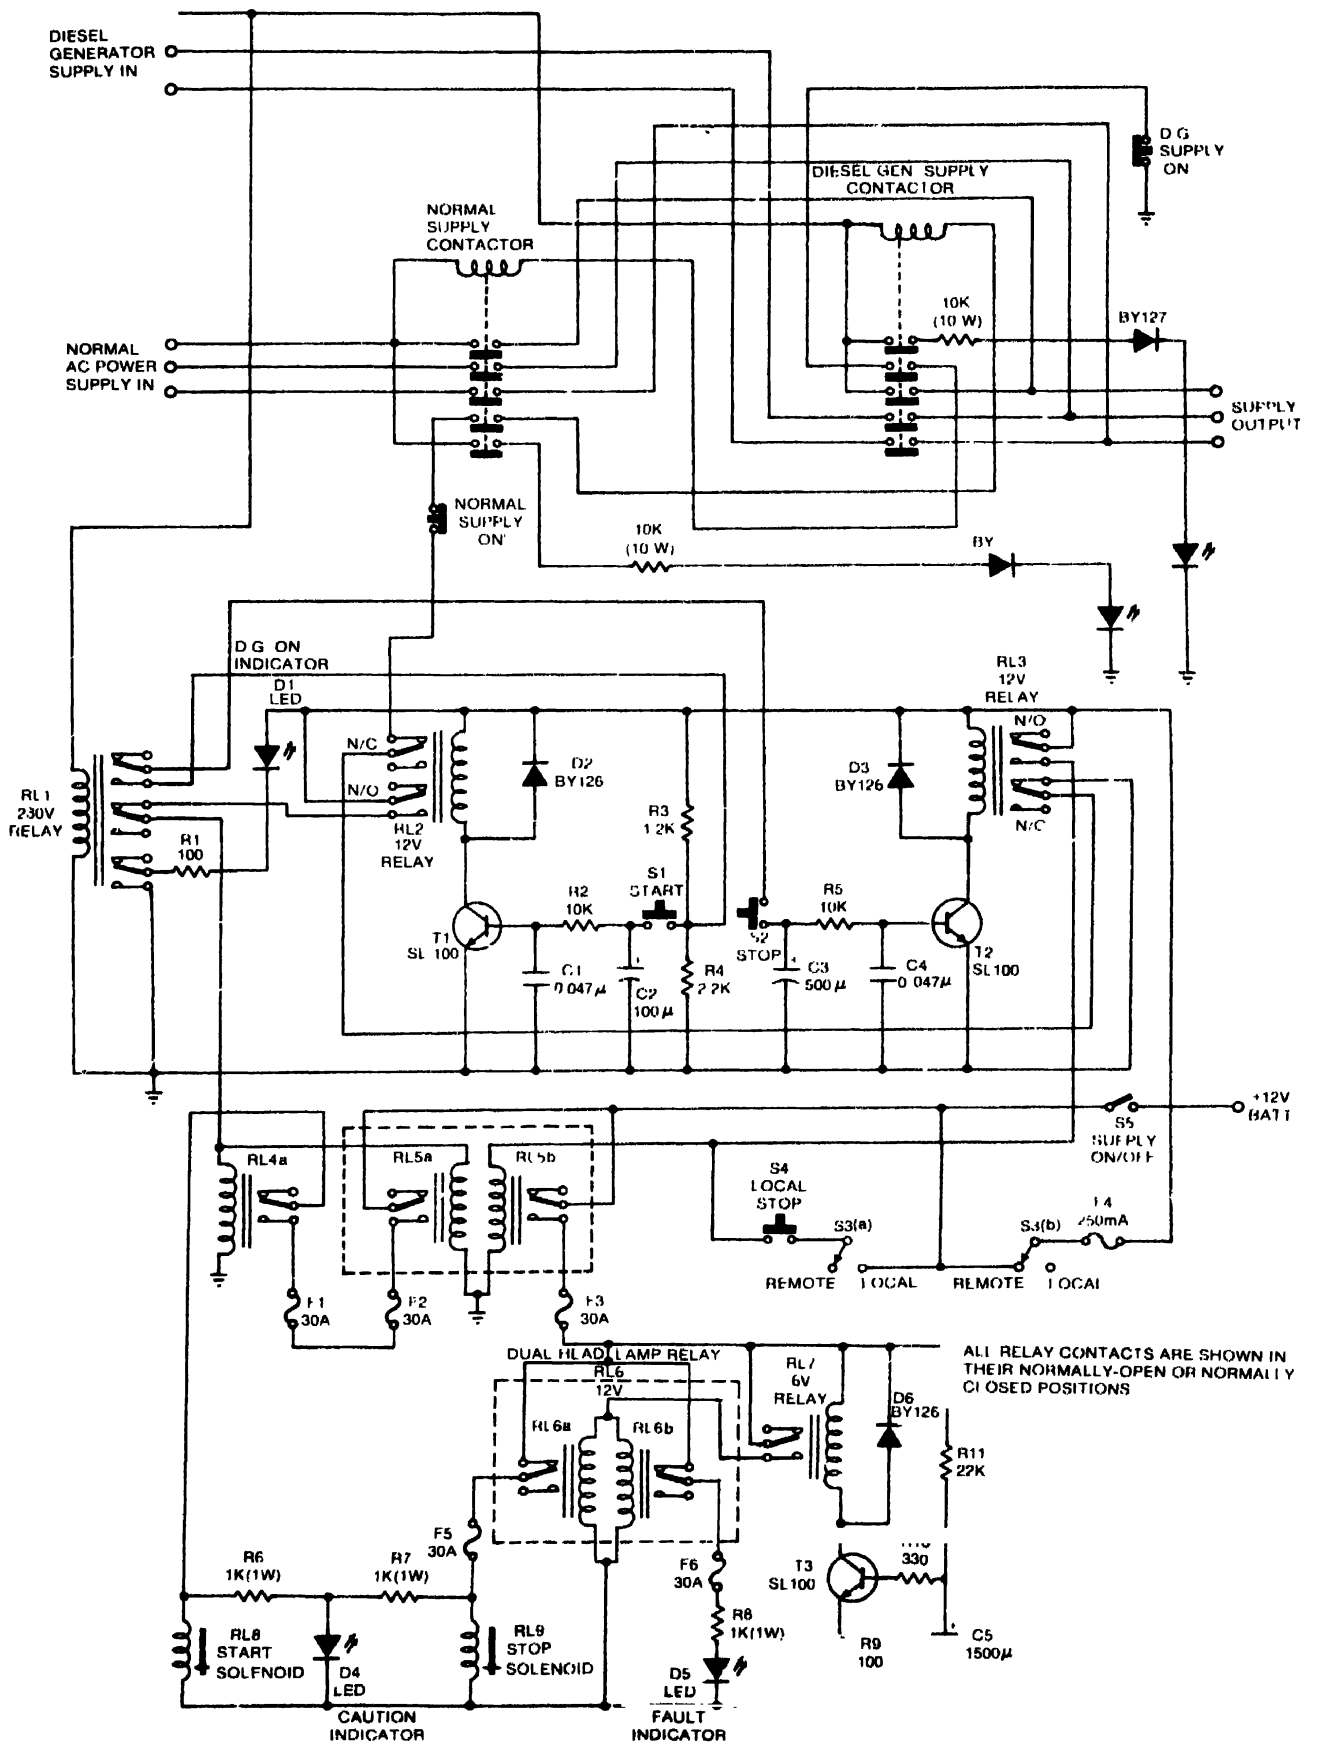 DIESEL
GENERATOR
SUPPLY IN
D G
SUPPLY
ON
DIESEL GEN SUPPLY
CONTACTOR
NORMAL
SUPPLY
CONTACTOR
10K
(10 W)
BY127
NORMAL
AC POWER
SUPPLY IN
SUPPLY
OUTPUT
NORMAL
SUPPLY
ON'
10K
(10 W)
BY
D G ON
INDICATOR
D1
LED
RL3
12V
RELAY
N/O
N/C
N/C
N/O
RL2
12V
RELAY
D2
BY126
D3
BY126
RL1
230V
RELAY
R1
100
R3
1 2K
S1
START
R2
10K
R5
10K
S2
STOP
T1
SL 100
T2
SL100
C1
0 047µ
C2
100µ
R4
2 2K
C3
500µ
C4
0 047µ
+12V
BATT
S5
SUPPLY
ON/OFF
RL4a
RL5a
RL5b
S4
LOCAL
STOP
S3(a)
S3(b)
F4
250mA
REMOTE
LOCAL
REMOTE
LOCAL
F1
30A
F2
30A
F3
30A
DUAL HEAD LAMP RELAY
RL6
12V
RL7
6V
RELAY
ALL RELAY CONTACTS ARE SHOWN IN
THEIR NORMALLY-OPEN OR NORMALLY
CLOSED POSITIONS
D6
BY126
RL6a
RL6b
R11
22K
F5
30A
F6
30A
T3
SL100
330
R6
1K(1W)
R7
1K(1W)
R8
1K(1W)
R9
100
C5
1500µ
RL8
START
SOLENOID
RL9
STOP
SOLENOID
D4
LED
D5
LED
CAUTION
INDICATOR
FAULT
INDICATOR